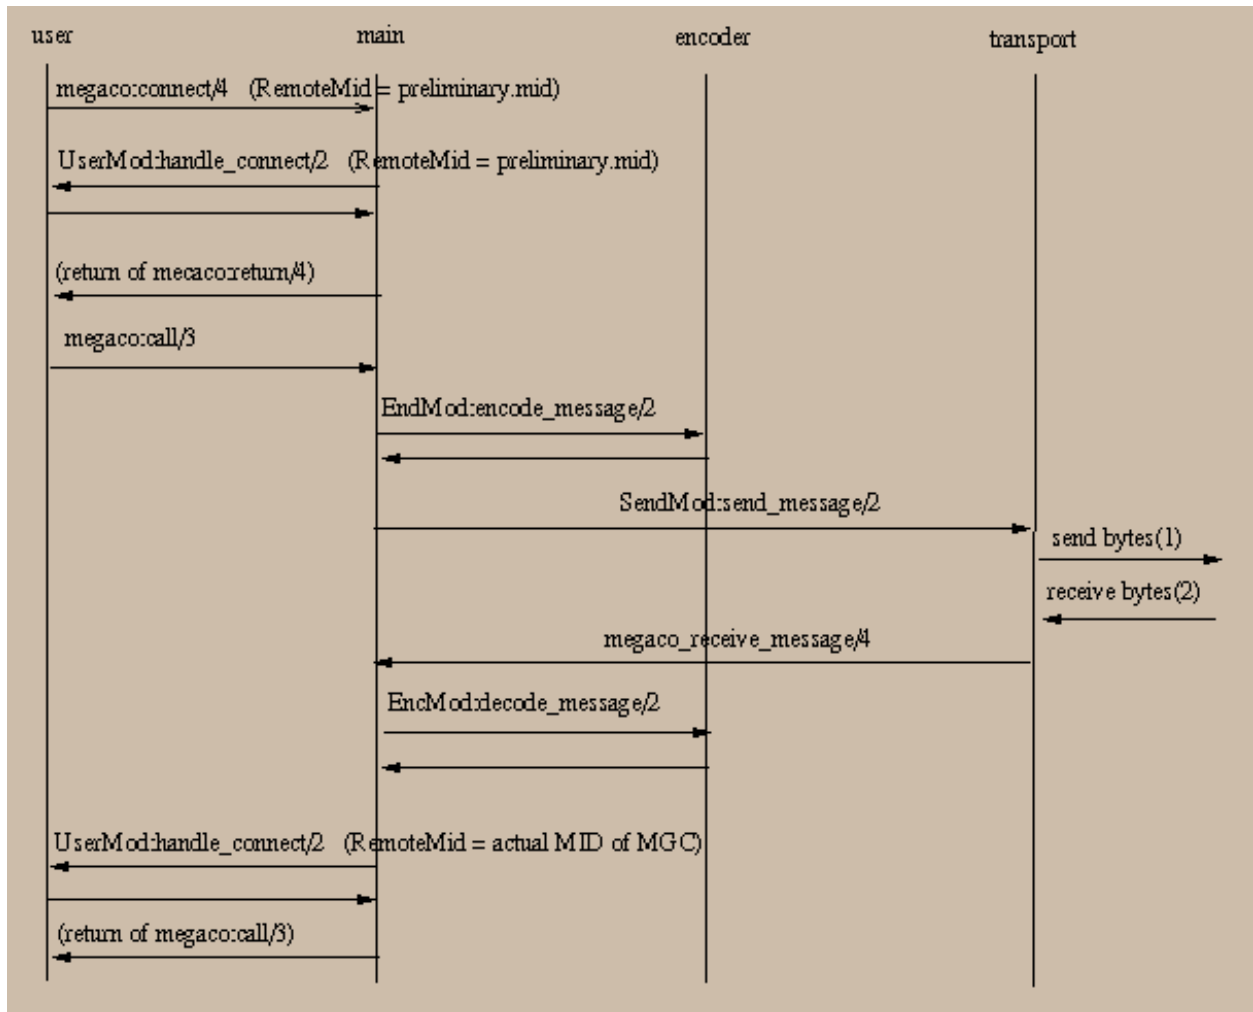 user main encoder transport
megaco:connect/4 (RemoteMid = preliminary.mid)
UserMod:handle_connect/2 (RemoteMid = preliminary.mid)
(return of mecaco:return/4)
megaco:call/3
EndMod:encode_message/2
SendMod:send_message/2
send bytes(1)
receive bytes(2)
megaco_receive_message/4
EncMod:decode_message/2
UserMod:handle_connect/2 (RemoteMid = actual MID of MGC)
(return of megaco:call/3)